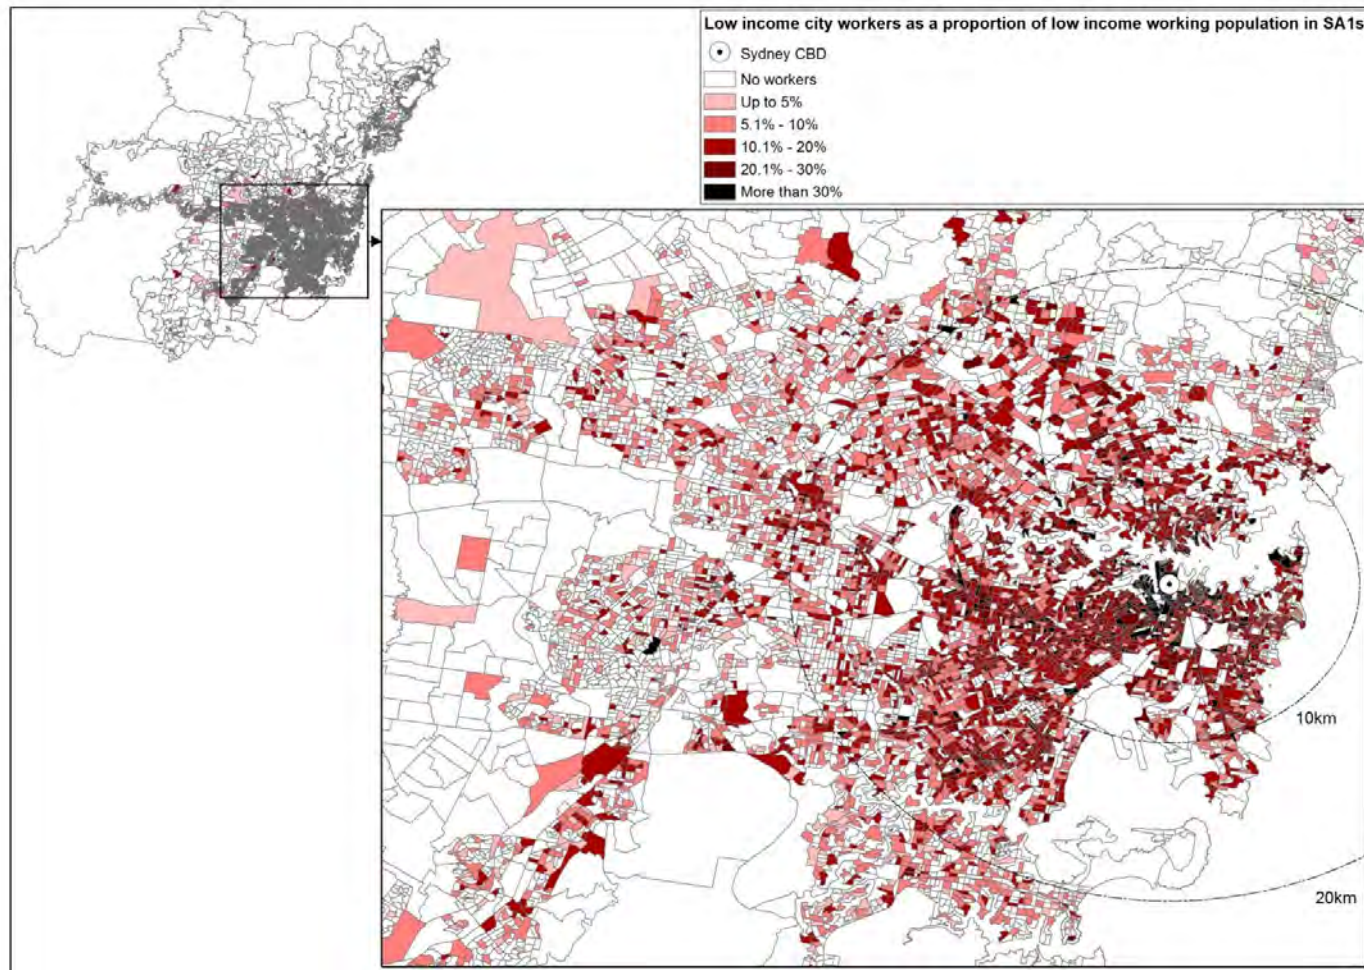 Low income city workers as a proportion of low income working population in SA1s
Sydney CBD
No workers
Up to 5%
5.1% - 10%
10.1% - 20%
20.1% - 30%
More than 30%
10km
20km